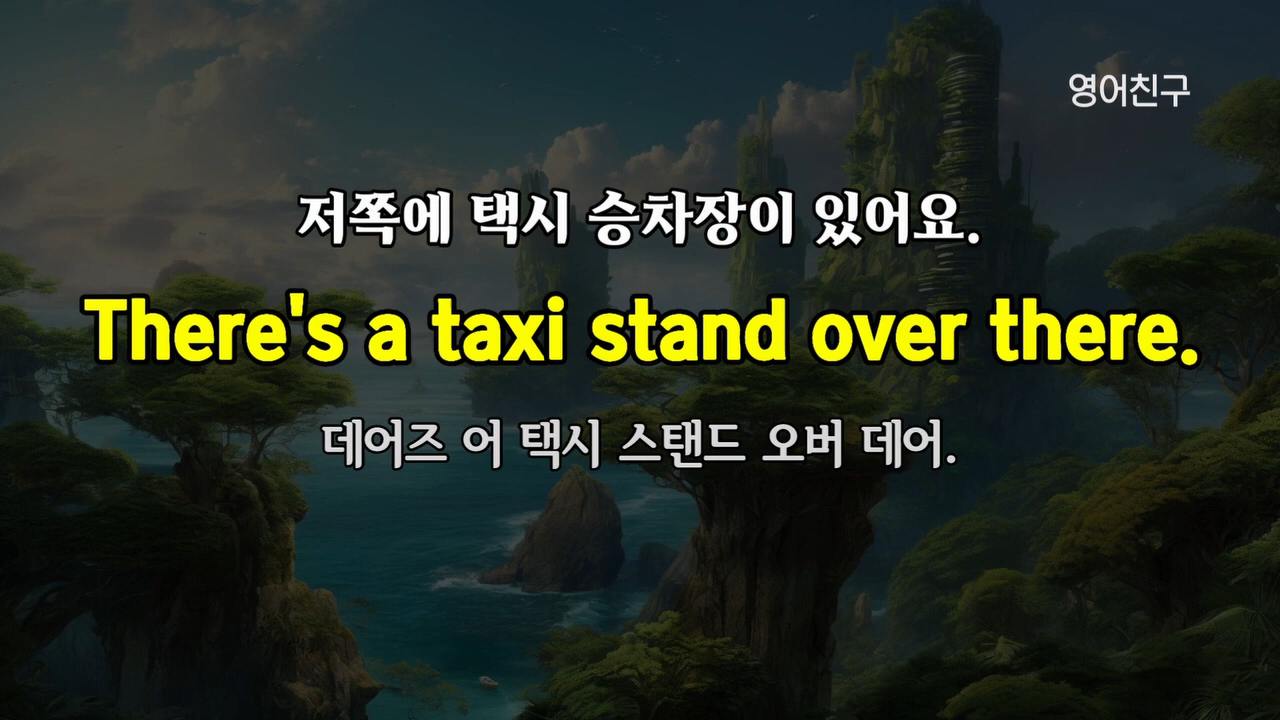 영어친구
저쪽에 택시 승차장이 있어요.
There's a taxi stand over there.
데어즈 어 택시 스탠드 오버 데어.